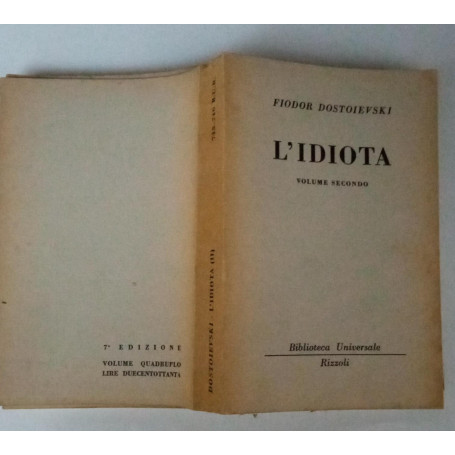 FIODOR DOSTOIEVSKI
L'IDIOTA
VOLUME SECONDO
Biblioteca Universale
Rizzoli
DOSTOIEVSKI - L'IDIOTA (II)
B.U.R.
7ª EDIZIONE
VOLUME QUADRUPLO
LIRE DUECENTOTTANTA